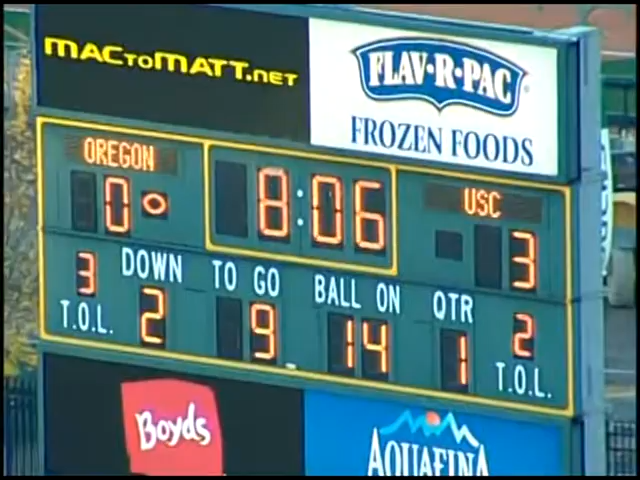 MACTOMATT.NET
FLAV·R·PAC
FROZEN FOODS
OREGON 8:06 USC
0 3
3 DOWN TO GO BALL ON QTR 2
T.O.L. 2 9 14 1 T.O.L.
Boyds
AQUAFINA